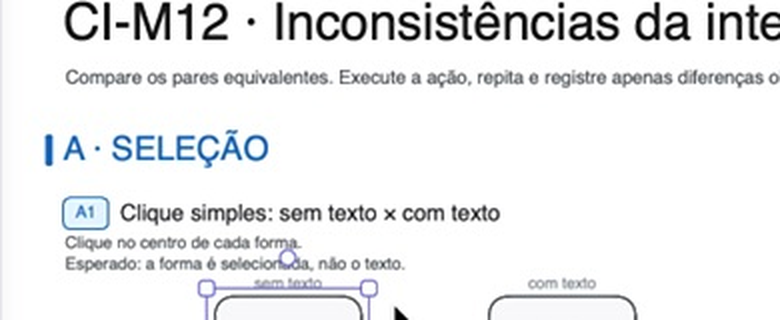 CI-M12 · Inconsistências da inte
Compare os pares equivalentes. Execute a ação, repita e registre apenas diferenças o
A · SELEÇÃO
A1 Clique simples: sem texto × com texto
Clique no centro de cada forma.
Esperado: a forma é selecionada, não o texto.
sem texto com texto